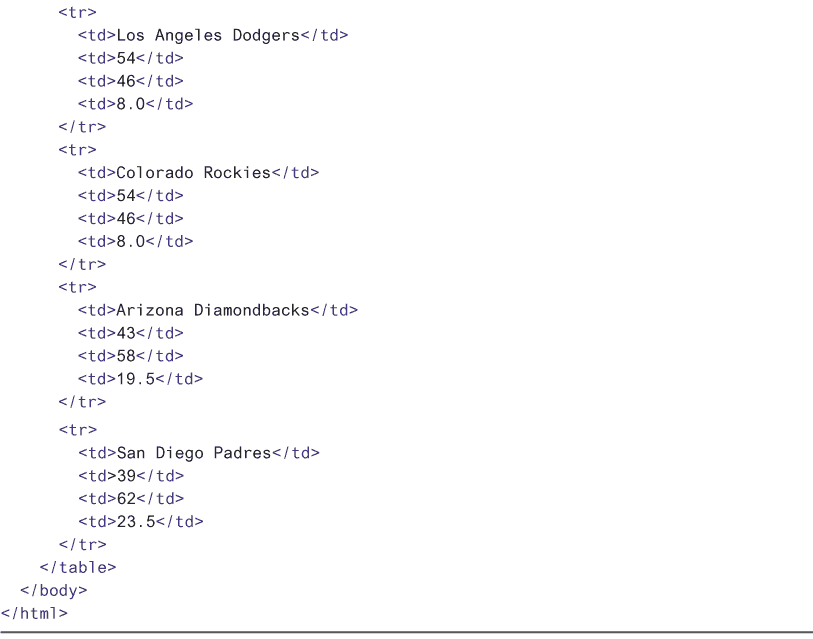 <tr>
<td>Los Angeles Dodgers</td>
<td>54</td>
<td>46</td>
<td>8.0</td>
</tr>
<tr>
<td>Colorado Rockies</td>
<td>54</td>
<td>46</td>
<td>8.0</td>
</tr>
<tr>
<td>Arizona Diamondbacks</td>
<td>43</td>
<td>58</td>
<td>19.5</td>
</tr>
<tr>
<td>San Diego Padres</td>
<td>39</td>
<td>62</td>
<td>23.5</td>
</tr>
</table>
</body>
</html>